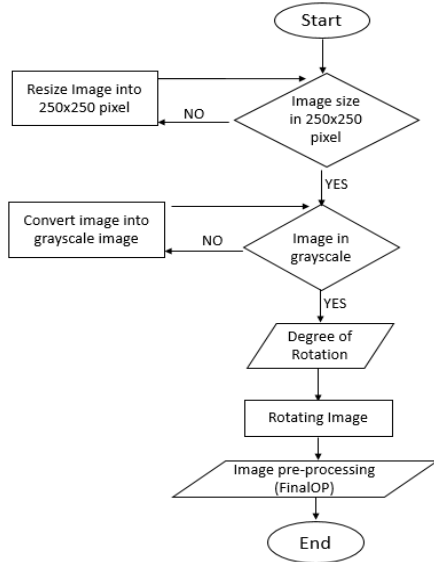 Start
Resize Image into
250x250 pixel
NO
Image size
in 250x250
pixel
YES
Convert image into
grayscale image
NO
Image in
grayscale
YES
Degree of
Rotation
Rotating Image
Image pre-processing
(FinalOP)
End